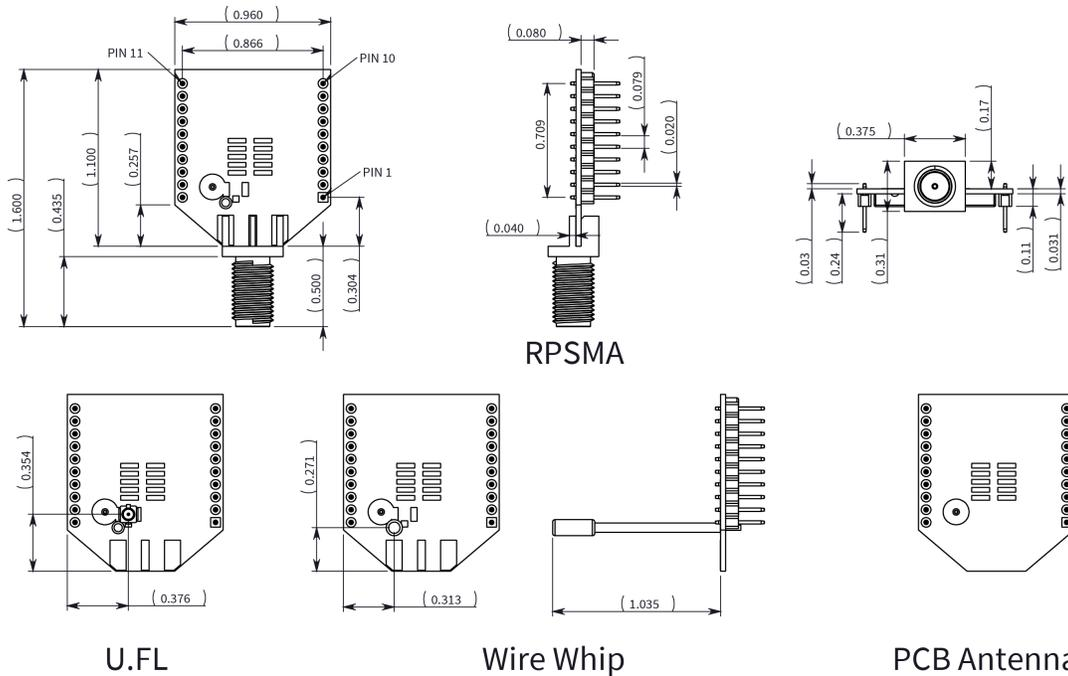 ( 0.960 )
( 0.866 )
PIN 11
PIN 10
PIN 1
( 1.600 )
( 0.435 )
( 1.100 )
( 0.257 )
( 0.500 )
( 0.304 )
( 0.080 )
( 0.079 )
( 0.020 )
0.709
( 0.040 )
( 0.375 )
( 0.17 )
( 0.03 )
( 0.24 )
( 0.31 )
( 0.11 )
( 0.031 )
RPSMA
( 0.354 )
( 0.376 )
( 0.271 )
( 0.313 )
( 1.035 )
U.FL
Wire Whip
PCB Antenna